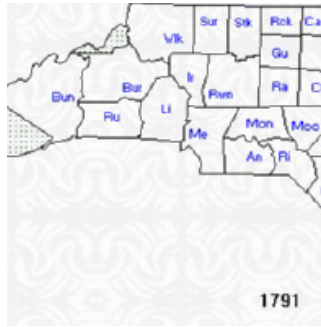 Wlk Sur Stk Rck Ca
Gu
Bun Bur Ir Rwn Ra C
Ru Li
Me Mon Moo
An Ri
1791